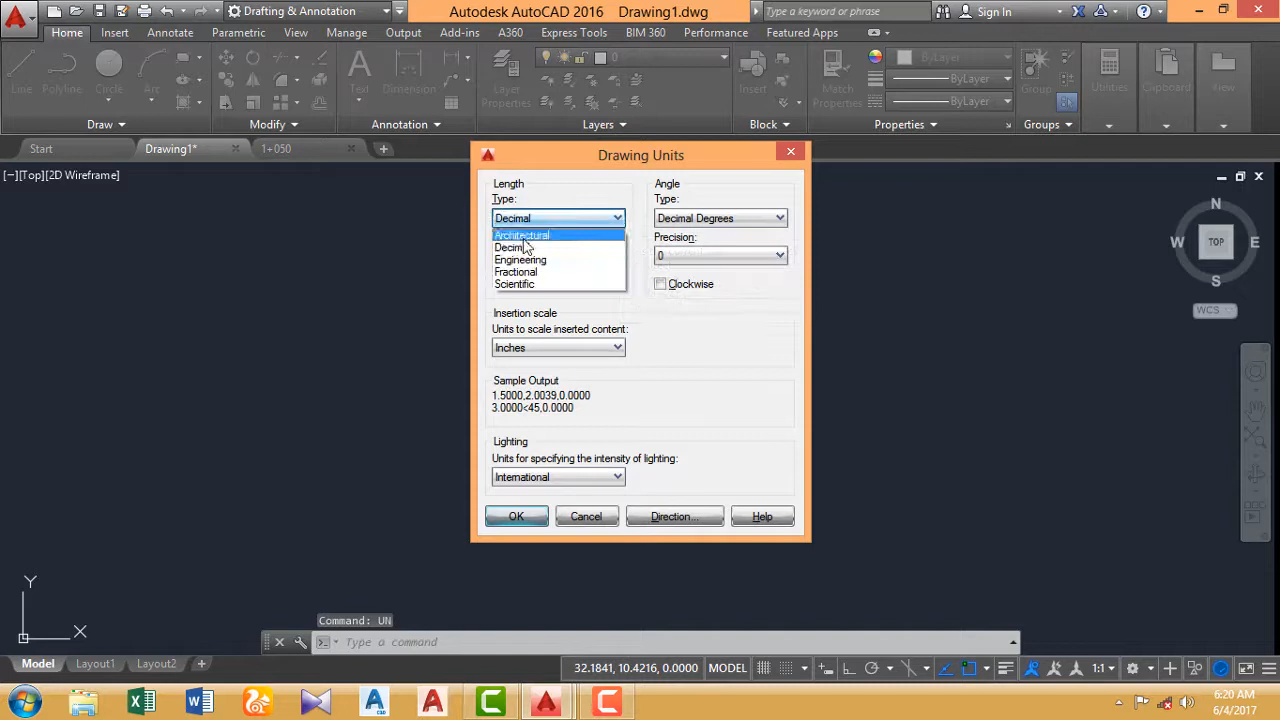 Drafting & Annotation
Autodesk AutoCAD 2016 Drawing1.dwg
Type a keyword or phrase
Sign In
Home Insert Annotate Parametric View Manage Output Add-ins A360 Express Tools BIM 360 Performance Featured Apps
0
ByLayer
ByLayer
ByLayer
Line Polyline Circle Arc
Text Dimension
Layer
Properties
Insert
Match
Properties
Group
Utilities
Clipboard
View
Draw Modify Annotation Layers Block Properties Groups
Start Drawing1* 1+050
[−][Top][2D Wireframe]
Drawing Units
Length
Type:
Decimal
Architectural
Decimal
Engineering
Fractional
Scientific
Angle
Type:
Decimal Degrees
Precision:
0
Clockwise
Insertion scale
Units to scale inserted content:
Inches
Sample Output
1.5000,2.0039,0.0000
3.0000<45,0.0000
Lighting
Units for specifying the intensity of lighting:
International
OK Cancel Direction... Help
N
W TOP E
S
WCS
Y
X
Command: UN
Type a command
Model Layout1 Layout2
32.1841, 10.4216, 0.0000 MODEL
1:1
6:20 AM
6/4/2017